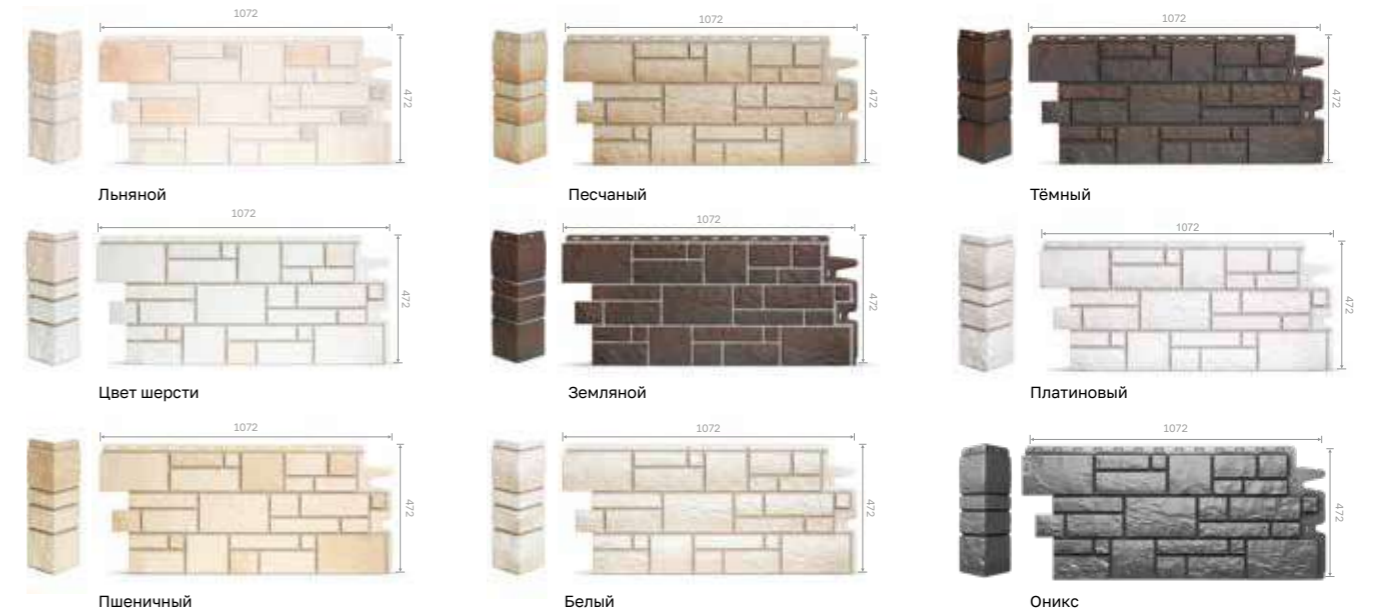 1072
1072
1072
472
472
472
Льняной
Песчаный
Тёмный
1072
1072
1072
472
472
472
Цвет шерсти
Земляной
Платиновый
1072
1072
1072
472
472
472
Пшеничный
Белый
Оникс